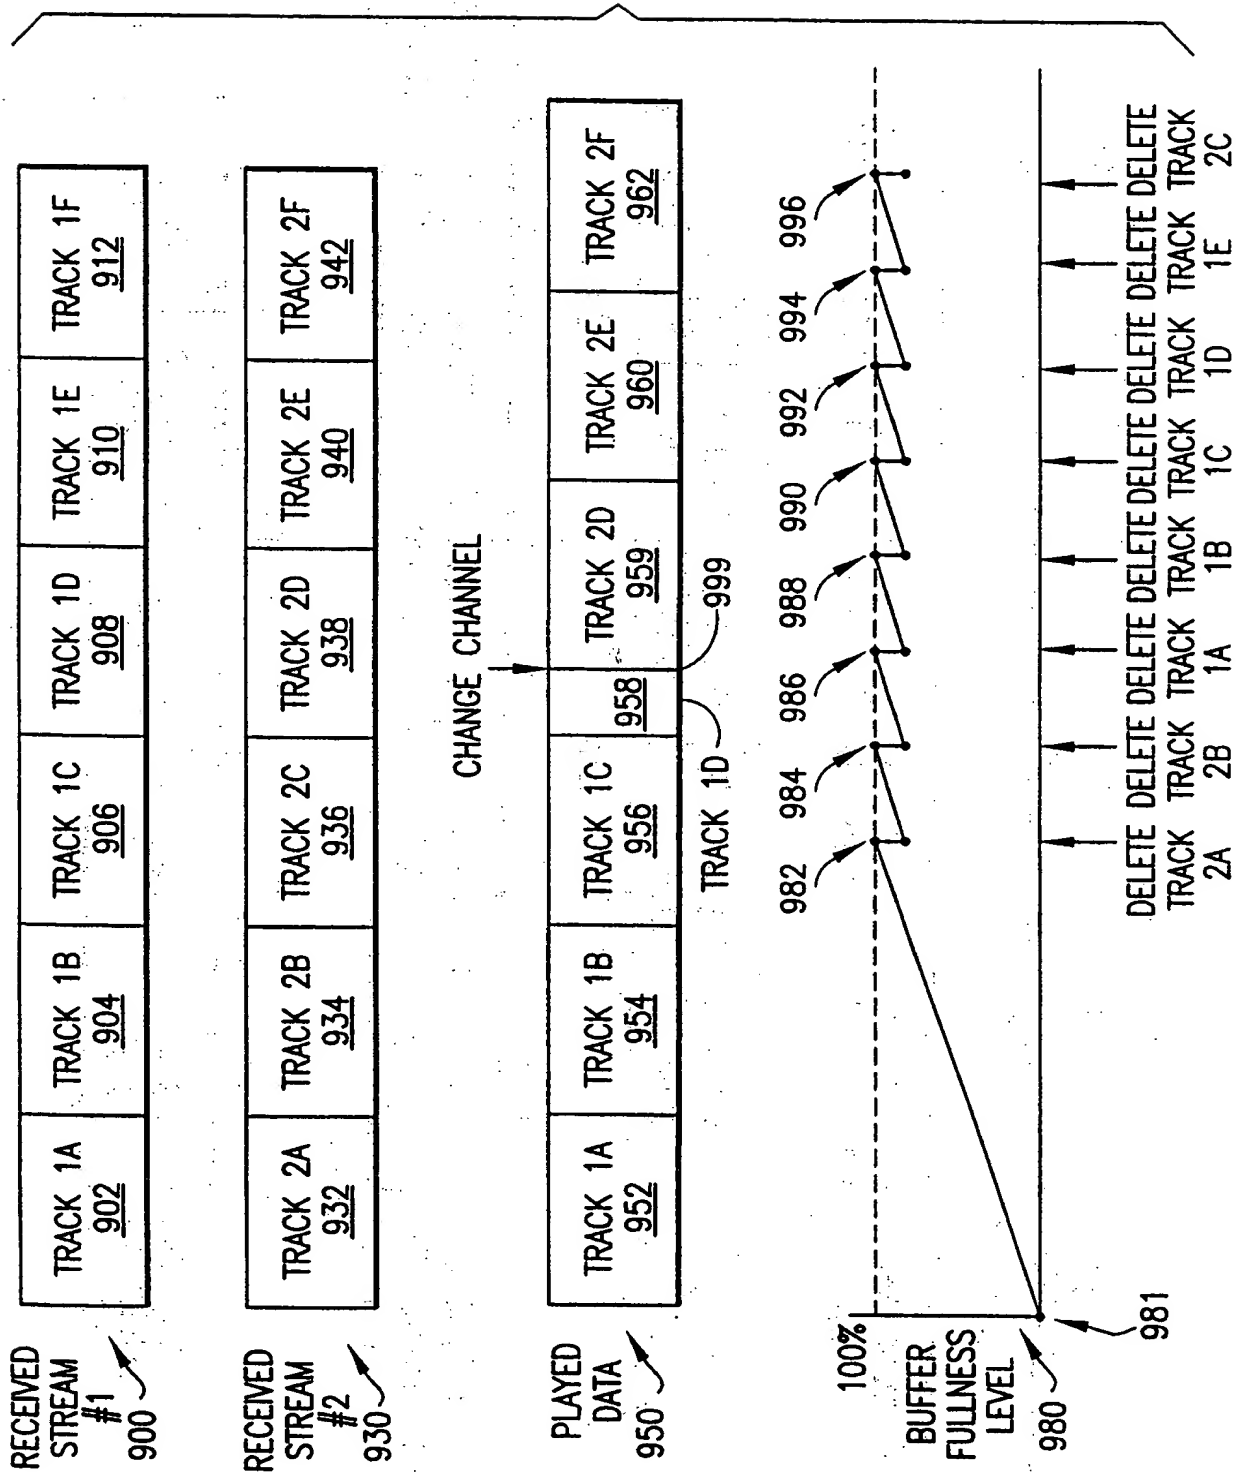 RECEIVED
STREAM
#1
900
TRACK 1A
902
TRACK 1B
904
TRACK 1C
906
TRACK 1D
908
TRACK 1E
910
TRACK 1F
912
RECEIVED
STREAM
#2
930
TRACK 2A
932
TRACK 2B
934
TRACK 2C
936
TRACK 2D
938
TRACK 2E
940
TRACK 2F
942
CHANGE CHANNEL
PLAYED
DATA
950
TRACK 1A
952
TRACK 1B
954
TRACK 1C
956
958
TRACK 2D
959
TRACK 2E
960
TRACK 2F
962
TRACK 1D
999
100%
BUFFER
FULLNESS
LEVEL
980
981
982
984
986
988
990
992
994
996
DELETE
TRACK
2A
DELETE
TRACK
2B
DELETE
TRACK
1A
DELETE
TRACK
1B
DELETE
TRACK
1C
DELETE
TRACK
1D
DELETE
TRACK
1E
DELETE
TRACK
2C